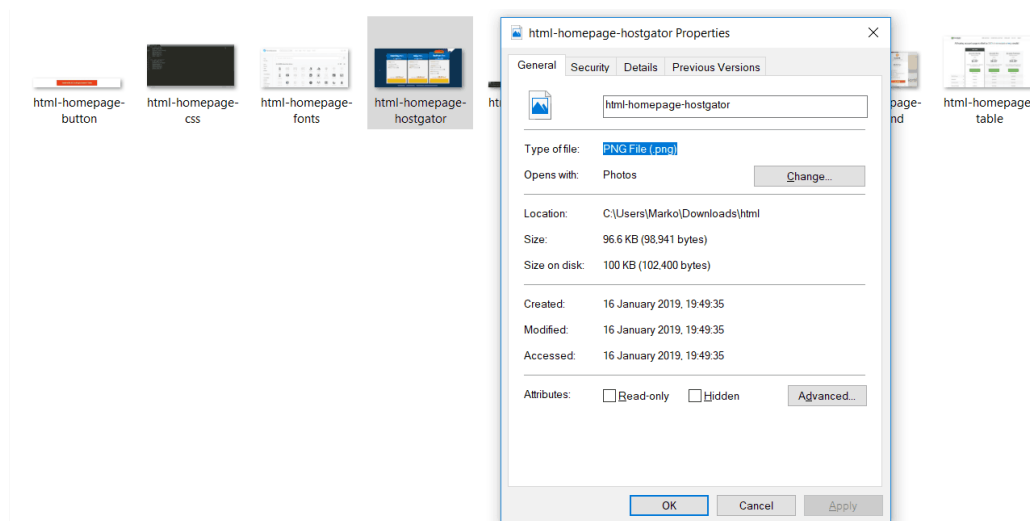 html-homepage-
button
html-homepage-
css
html-homepage-
fonts
html-homepage-
hostgator
html-homepage
table
html-homepage-hostgator Properties
General Security Details Previous Versions
html-homepage-hostgator
Type of file: PNG File (.png)
Opens with: Photos Change...
Location: C:\Users\Marko\Downloads\html
Size: 96.6 KB (98,941 bytes)
Size on disk: 100 KB (102,400 bytes)
Created: 16 January 2019, 19:49:35
Modified: 16 January 2019, 19:49:35
Accessed: 16 January 2019, 19:49:35
Attributes: Read-only Hidden Advanced...
OK Cancel Apply